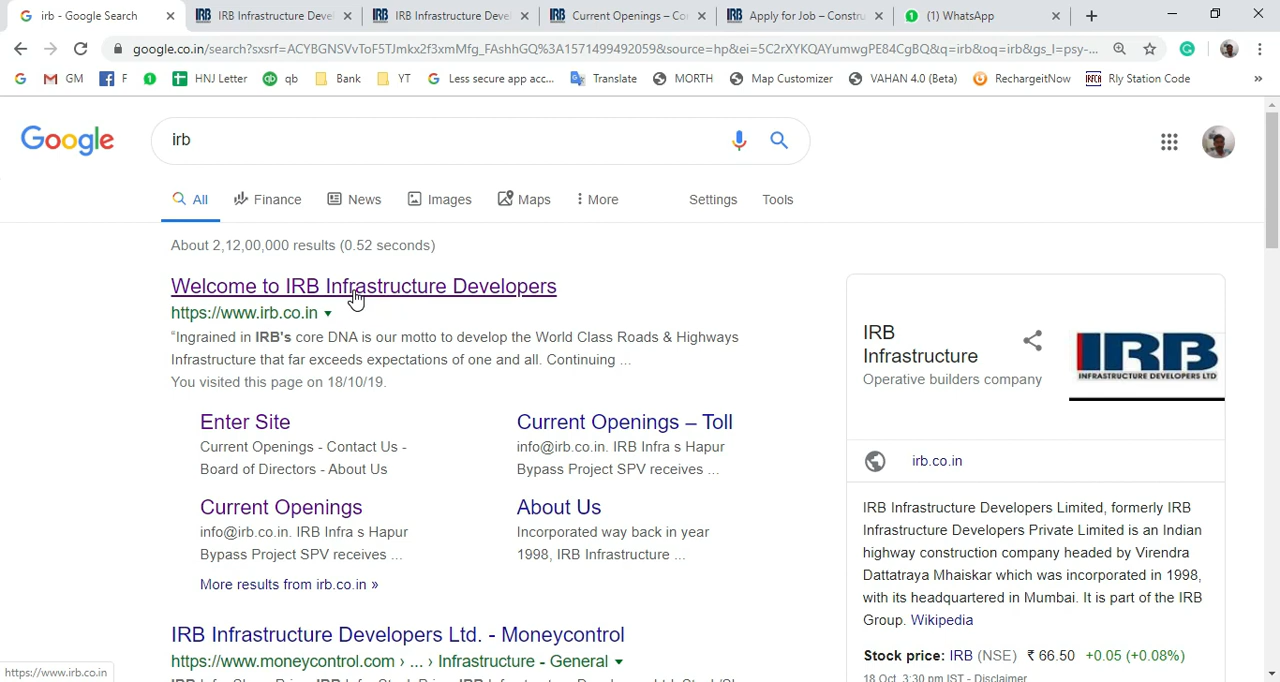 irb - Google Search
IRB Infrastructure Deve
IRB Infrastructure Deve
Current Openings – Co
Apply for Job – Constru
(1) WhatsApp
google.co.in/search?sxsrf=ACYBGNSVvToF5TJmkx2f3xmMfg_FAshhGQ%3A1571499492059&source=hp&ei=5C2rXYKQAYumwgPE84CgBQ&q=irb&oq=irb&gs_l=psy-...
GM
F
HNJ Letter
qb
Bank
YT
Less secure app acc...
Translate
MORTH
Map Customizer
VAHAN 4.0 (Beta)
RechargeitNow
Rly Station Code
»
Google
irb
All
Finance
News
Images
Maps
More
Settings
Tools
About 2,12,00,000 results (0.52 seconds)
Welcome to IRB Infrastructure Developers
https://www.irb.co.in
"Ingrained in IRB's core DNA is our motto to develop the World Class Roads & Highways
Infrastructure that far exceeds expectations of one and all. Continuing ...
You visited this page on 18/10/19.
Enter Site
Current Openings - Contact Us -
Board of Directors - About Us
Current Openings – Toll
info@irb.co.in. IRB Infra s Hapur
Bypass Project SPV receives ...
Current Openings
info@irb.co.in. IRB Infra s Hapur
Bypass Project SPV receives ...
About Us
Incorporated way back in year
1998, IRB Infrastructure ...
More results from irb.co.in »
IRB Infrastructure Developers Ltd. - Moneycontrol
https://www.moneycontrol.com › ... › Infrastructure - General
IRB
Infrastructure
Operative builders company
IRB
INFRASTRUCTURE DEVELOPERS LTD
irb.co.in
IRB Infrastructure Developers Limited, formerly IRB
Infrastructure Developers Private Limited is an Indian
highway construction company headed by Virendra
Dattatraya Mhaiskar which was incorporated in 1998,
with its headquartered in Mumbai. It is part of the IRB
Group. Wikipedia
Stock price: IRB (NSE) ₹ 66.50 +0.05 (+0.08%)
18 Oct, 3:30 pm IST - Disclaimer
https://www.irb.co.in